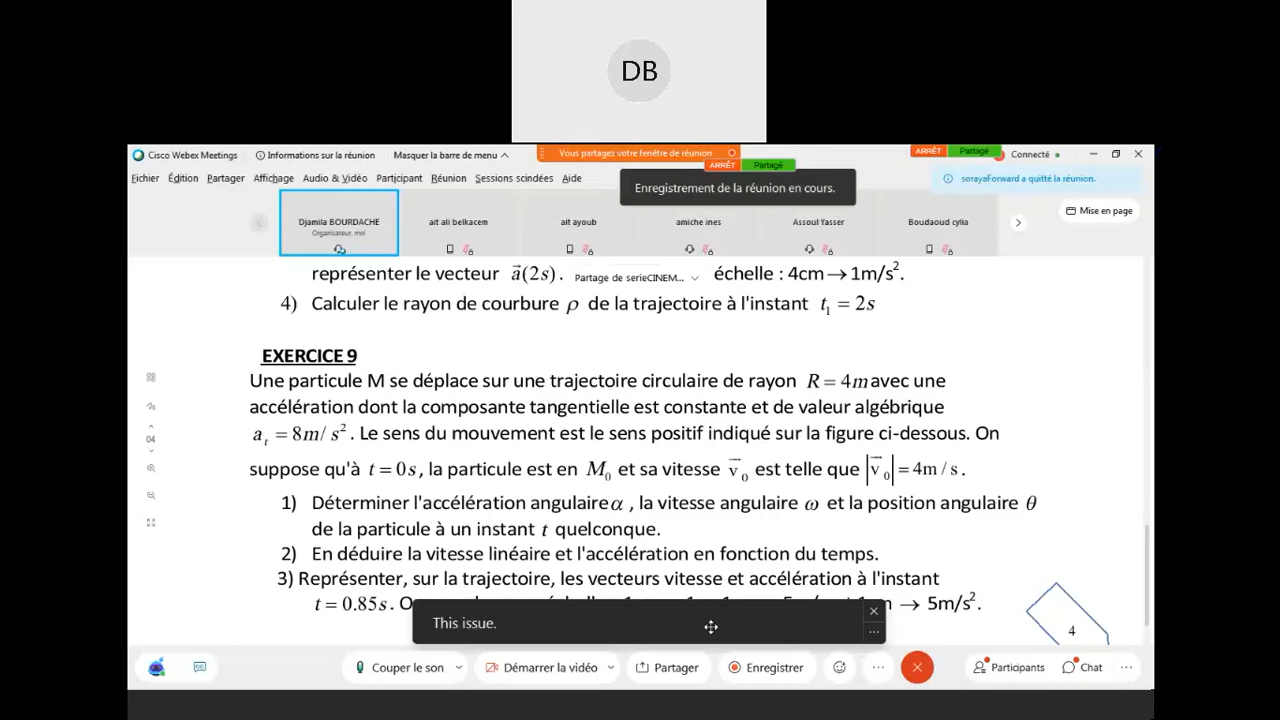 DB
Cisco Webex Meetings
Informations sur la réunion
Masquer la barre de menu
Vous partagez votre fenêtre de réunion
ARRÊT Partagé
ARRÊT Partagé
Connecté
Fichier Édition Partager Affichage Audio & Vidéo Participant Réunion Sessions scindées Aide
Enregistrement de la réunion en cours.
sorayaForward a quitté la réunion.
Djamila BOURDACHE
Organisateur, moi
ait ali belkacem
ait ayoub
amiche ines
Assoul Yasser
Boudaoud cylia
Mise en page
représenter le vecteur a⃗(2s). Partage de serieCINEM... échelle : 4cm→1m/s².
4) Calculer le rayon de courbure ρ de la trajectoire à l'instant t₁ = 2s
EXERCICE 9
Une particule M se déplace sur une trajectoire circulaire de rayon R = 4m avec une
accélération dont la composante tangentielle est constante et de valeur algébrique
aₜ = 8m/s². Le sens du mouvement est le sens positif indiqué sur la figure ci-dessous. On
suppose qu'à t = 0s, la particule est en M₀ et sa vitesse v⃗₀ est telle que |v⃗₀| = 4m/s.
1) Déterminer l'accélération angulaire α, la vitesse angulaire ω et la position angulaire θ
de la particule à un instant t quelconque.
2) En déduire la vitesse linéaire et l'accélération en fonction du temps.
3) Représenter, sur la trajectoire, les vecteurs vitesse et accélération à l'instant
t = 0.85s. → 5m/s².
04
This issue.
4
Couper le son
Démarrer la vidéo
Partager
Enregistrer
Participants
Chat